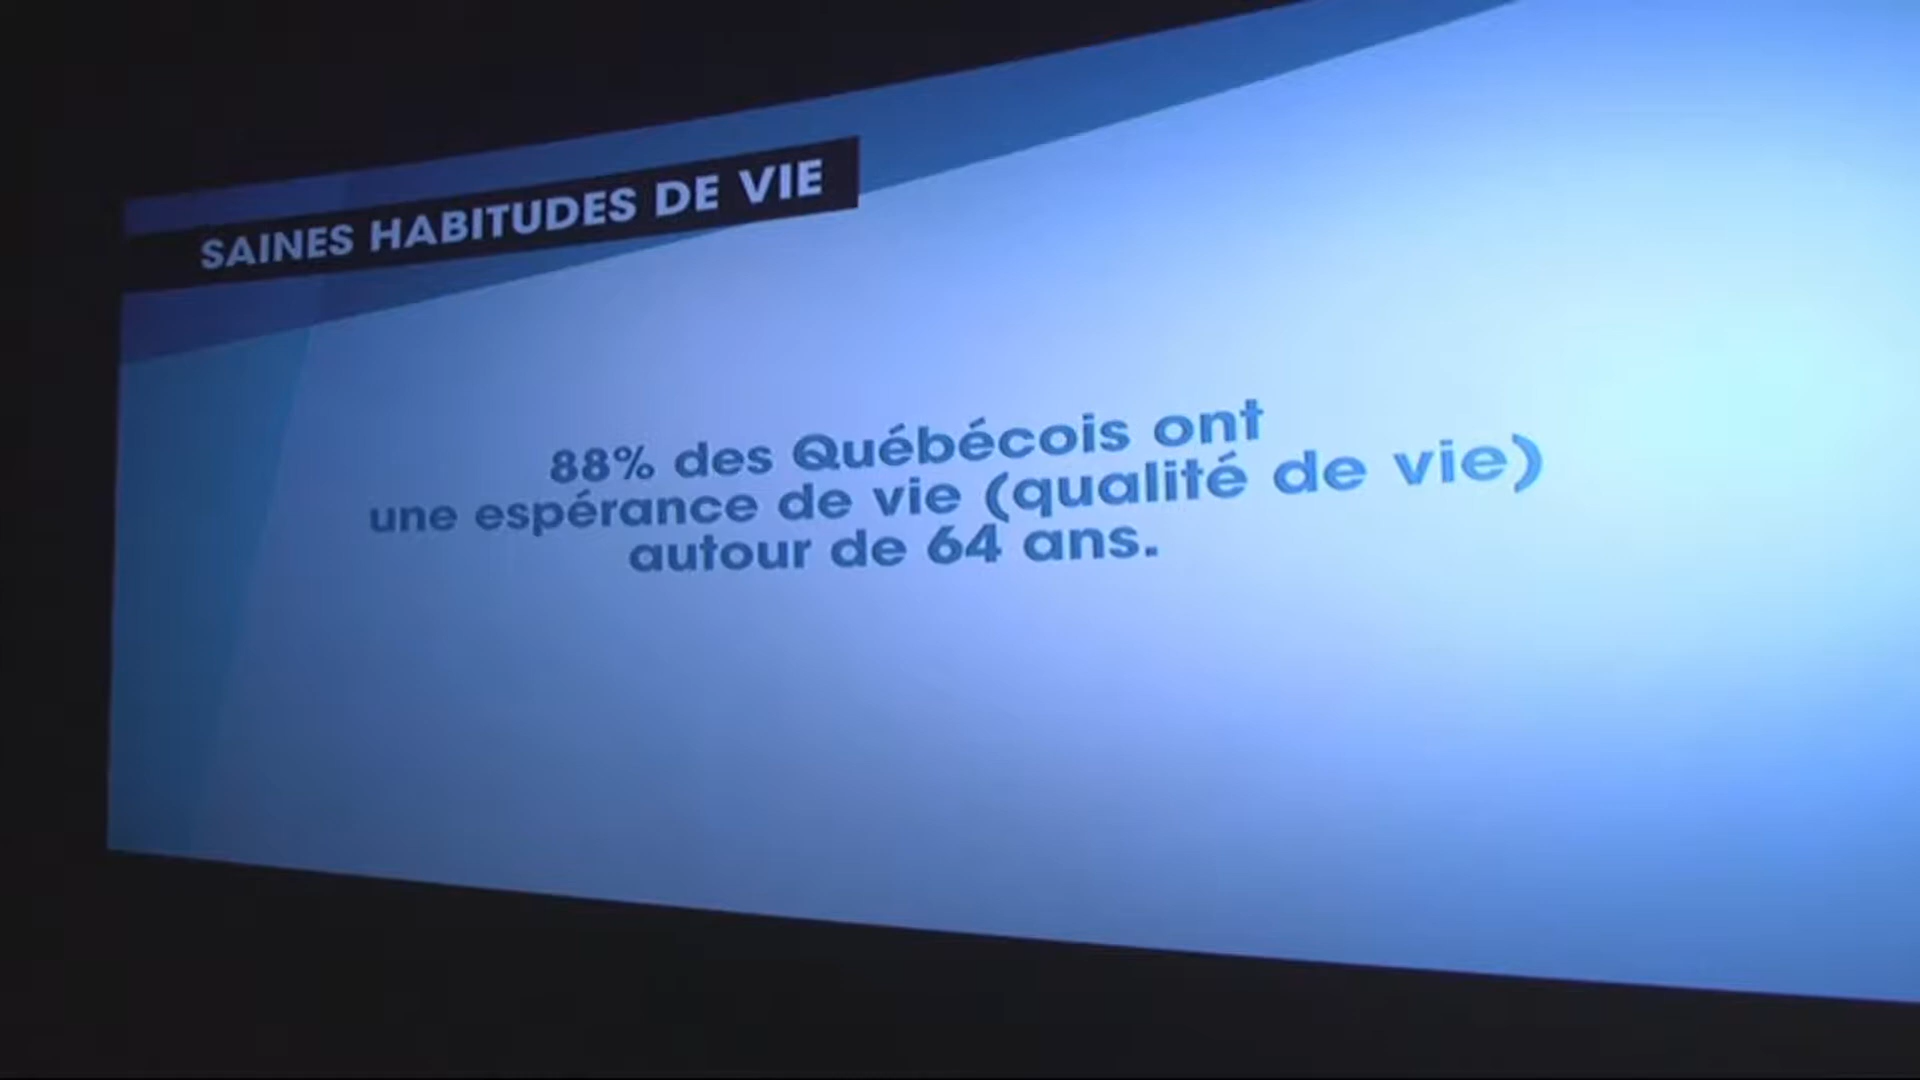 SAINES HABITUDES DE VIE
88% des Québécois ont
une espérance de vie (qualité de vie)
autour de 64 ans.